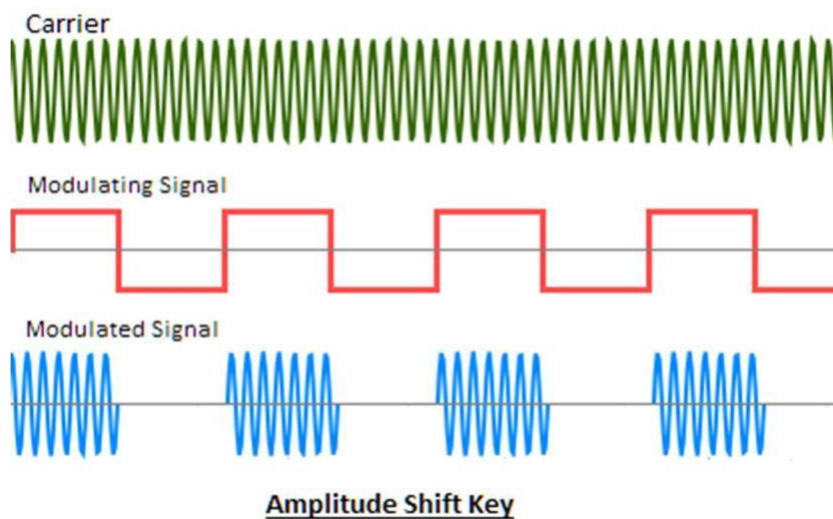 Carrier
Modulating Signal
Modulated Signal
Amplitude Shift Key